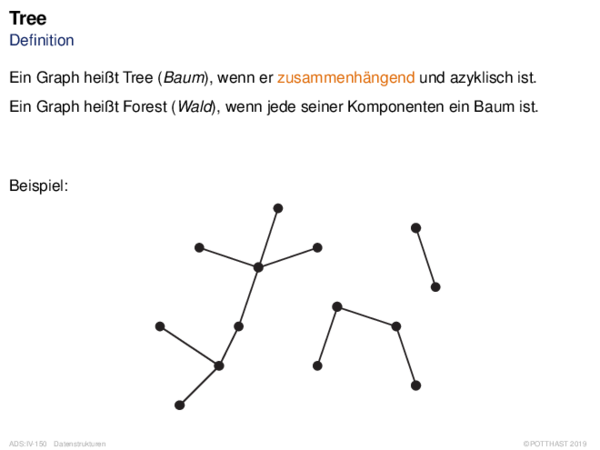 Tree
Definition
Ein Graph heißt Tree (Baum), wenn er zusammenhängend und azyklisch ist.
Ein Graph heißt Forest (Wald), wenn jede seiner Komponenten ein Baum ist.
Beispiel:
ADS:IV-150 Datenstrukturen
©POTTHAST 2019